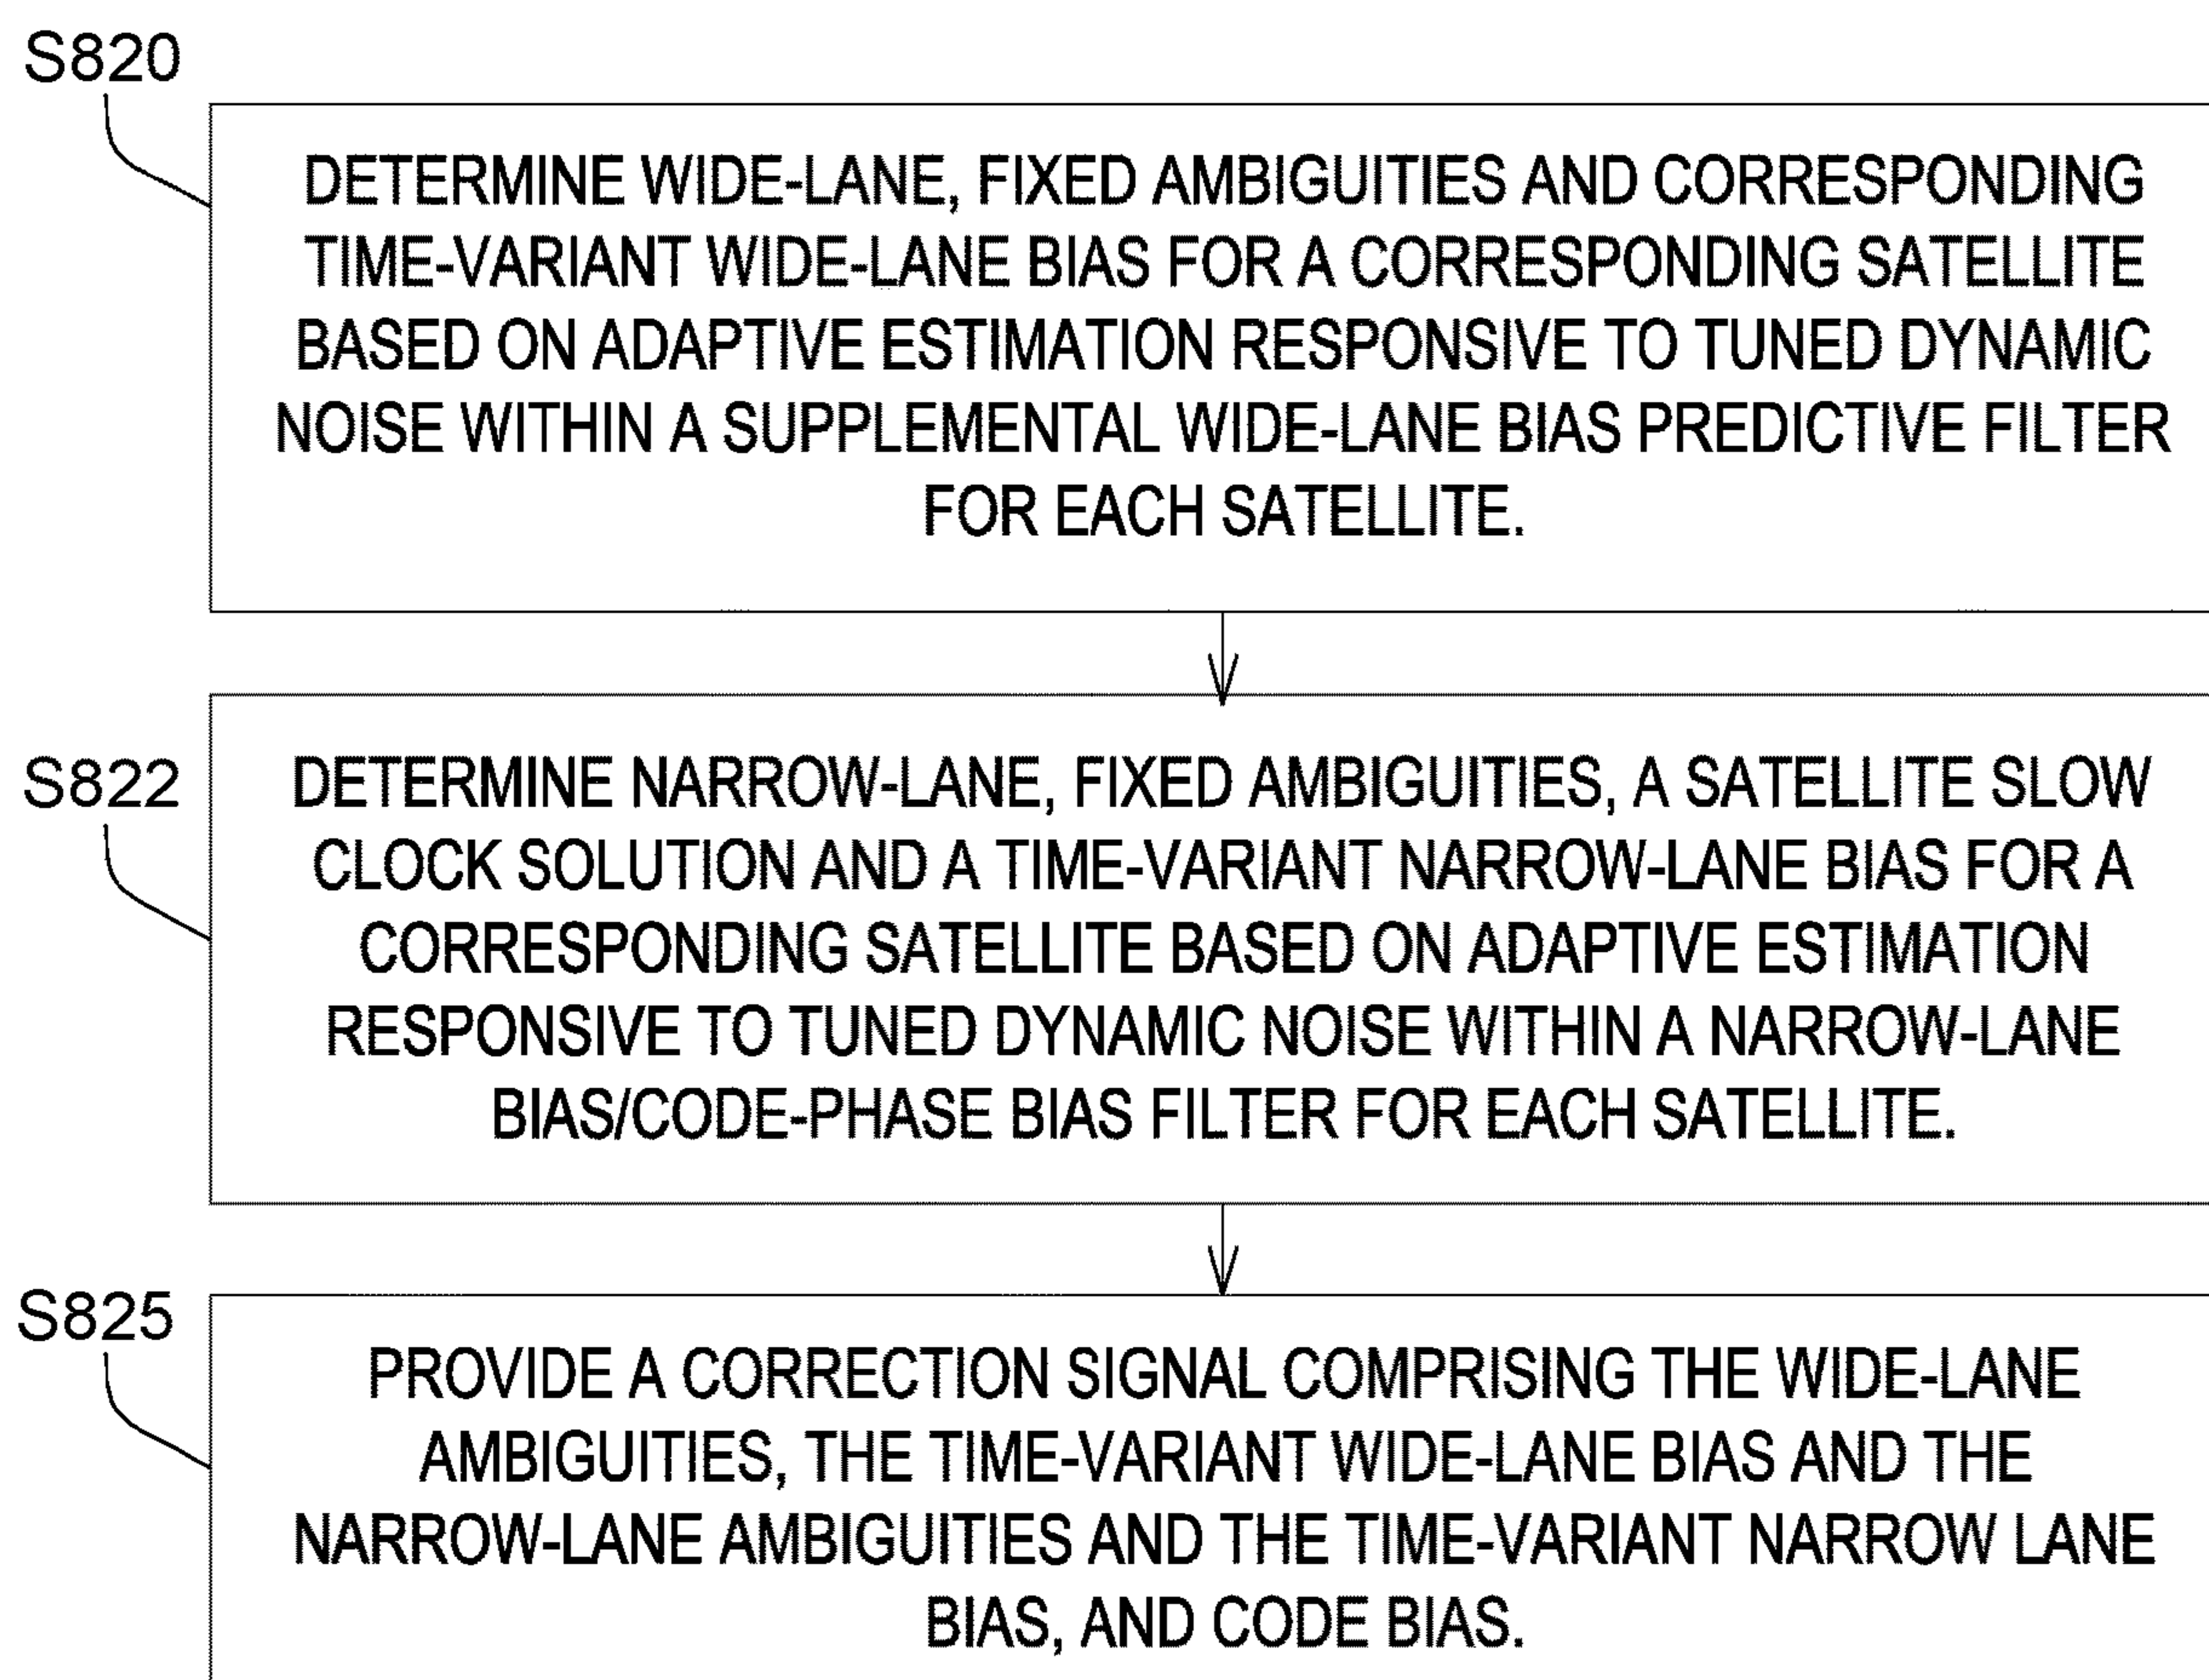 S820
DETERMINE WIDE-LANE, FIXED AMBIGUITIES AND CORRESPONDING
TIME-VARIANT WIDE-LANE BIAS FOR A CORRESPONDING SATELLITE
BASED ON ADAPTIVE ESTIMATION RESPONSIVE TO TUNED DYNAMIC
NOISE WITHIN A SUPPLEMENTAL WIDE-LANE BIAS PREDICTIVE FILTER
FOR EACH SATELLITE.
S822
DETERMINE NARROW-LANE, FIXED AMBIGUITIES, A SATELLITE SLOW
CLOCK SOLUTION AND A TIME-VARIANT NARROW-LANE BIAS FOR A
CORRESPONDING SATELLITE BASED ON ADAPTIVE ESTIMATION
RESPONSIVE TO TUNED DYNAMIC NOISE WITHIN A NARROW-LANE
BIAS/CODE-PHASE BIAS FILTER FOR EACH SATELLITE.
S825
PROVIDE A CORRECTION SIGNAL COMPRISING THE WIDE-LANE
AMBIGUITIES, THE TIME-VARIANT WIDE-LANE BIAS AND THE
NARROW-LANE AMBIGUITIES AND THE TIME-VARIANT NARROW LANE
BIAS, AND CODE BIAS.